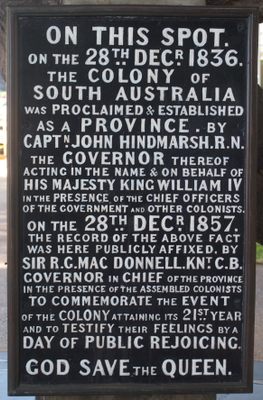 ON THIS SPOT.
ON THE 28TH. DECR. 1836.
THE COLONY OF
SOUTH AUSTRALIA
WAS PROCLAIMED & ESTABLISHED
AS A PROVINCE. BY
CAPTN. JOHN HINDMARSH. R.N.
THE GOVERNOR THEREOF
ACTING IN THE NAME & ON BEHALF OF
HIS MAJESTY KING WILLIAM IV
IN THE PRESENCE OF THE CHIEF OFFICERS
OF THE GOVERNMENT AND OTHER COLONISTS.
ON THE 28TH. DECR. 1857.
THE RECORD OF THE ABOVE FACT
WAS HERE PUBLICLY AFFIXED. BY
SIR R.G. MAC DONNELL. KNT. C.B.
GOVERNOR IN CHIEF OF THE PROVINCE
IN THE PRESENCE OF THE ASSEMBLED COLONISTS
TO COMMEMORATE THE EVENT
OF THE COLONY ATTAINING ITS 21ST. YEAR
AND TO TESTIFY THEIR FEELINGS BY A
DAY OF PUBLIC REJOICING.
GOD SAVE THE QUEEN.